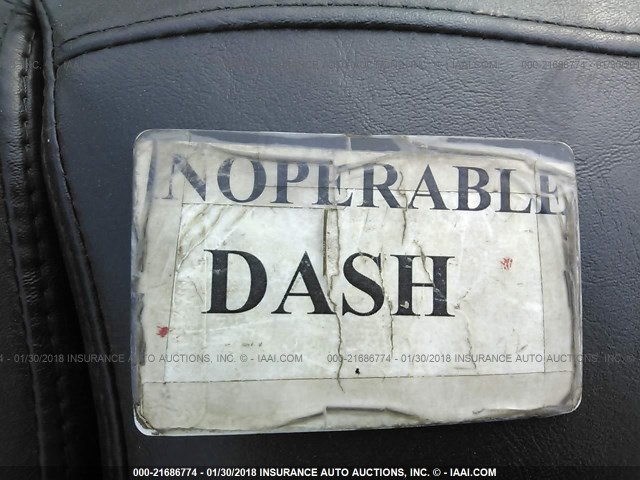 NOPERABLE
DASH
000-21686774 - 01/30/2018 INSURANCE AUTO AUCTIONS, INC. © - IAAI.COM